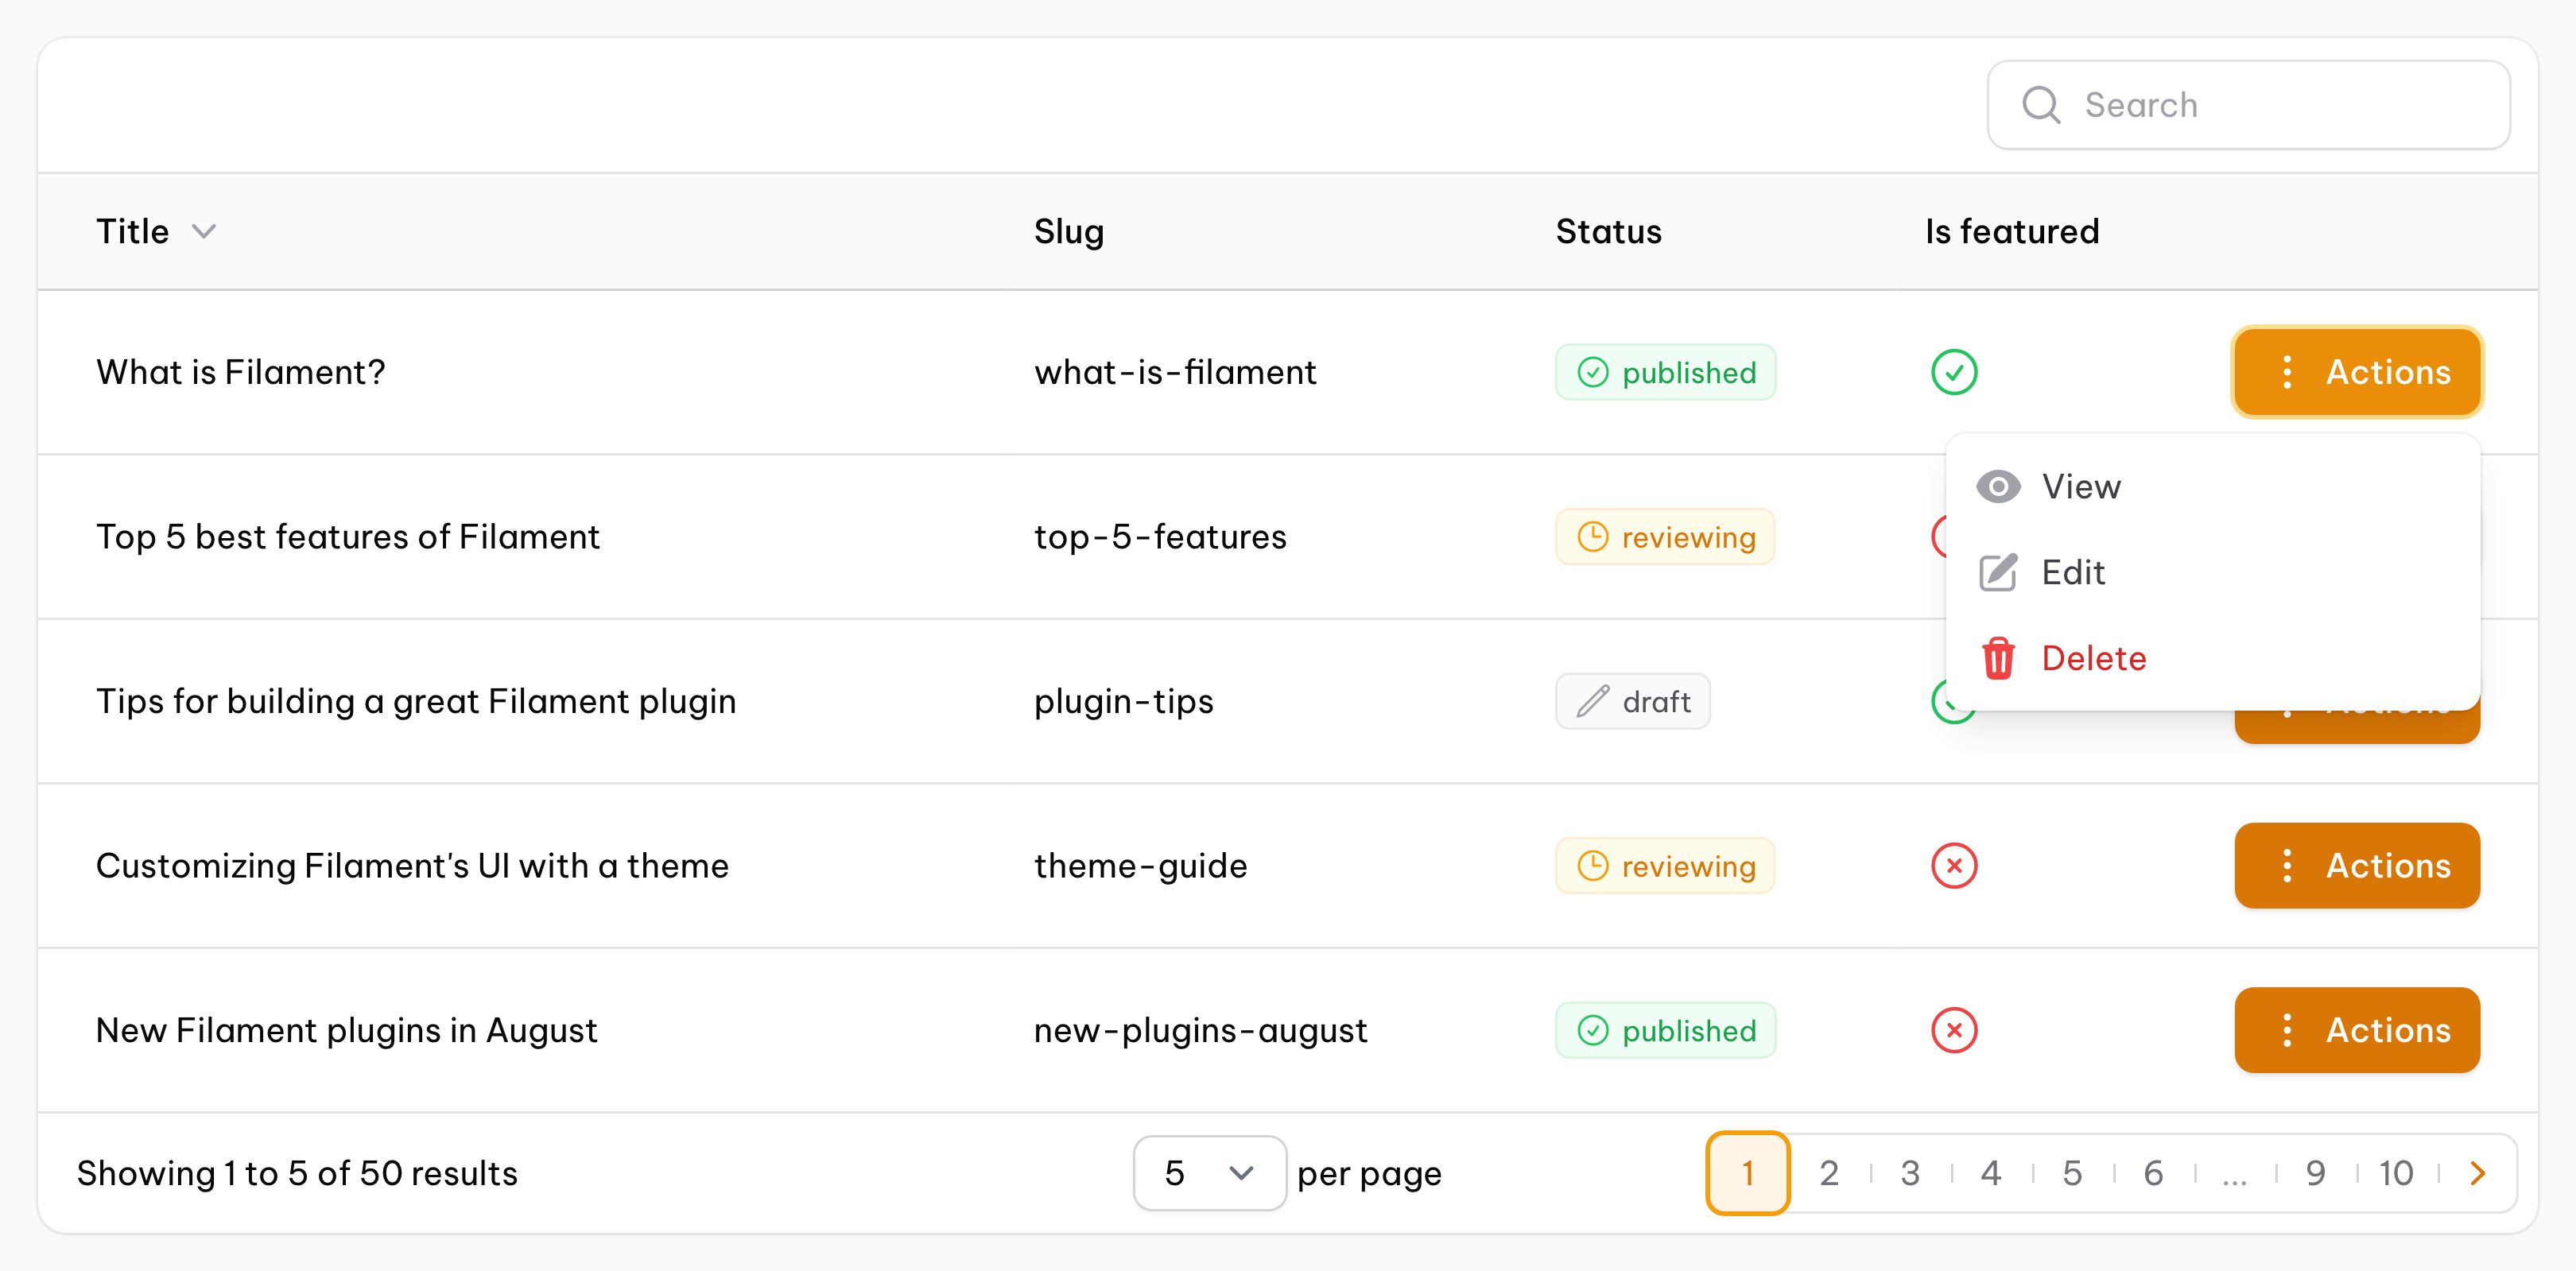 Search
Title Slug Status Is featured
What is Filament? what-is-filament published Actions
View
Top 5 best features of Filament top-5-features reviewing
Edit
Delete
Tips for building a great Filament plugin plugin-tips draft
Customizing Filament's UI with a theme theme-guide reviewing Actions
New Filament plugins in August new-plugins-august published Actions
Showing 1 to 5 of 50 results 5 per page 1 2 3 4 5 6 ... 9 10